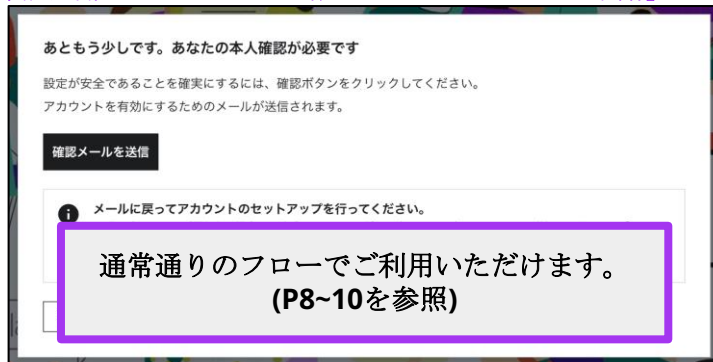 あともう少しです。あなたの本人確認が必要です
設定が安全であることを確実にするには、確認ボタンをクリックしてください。
アカウントを有効にするためのメールが送信されます。
確認メールを送信
メールに戻ってアカウントのセットアップを行ってください。
通常通りのフローでご利用いただけます。
(P8~10を参照)